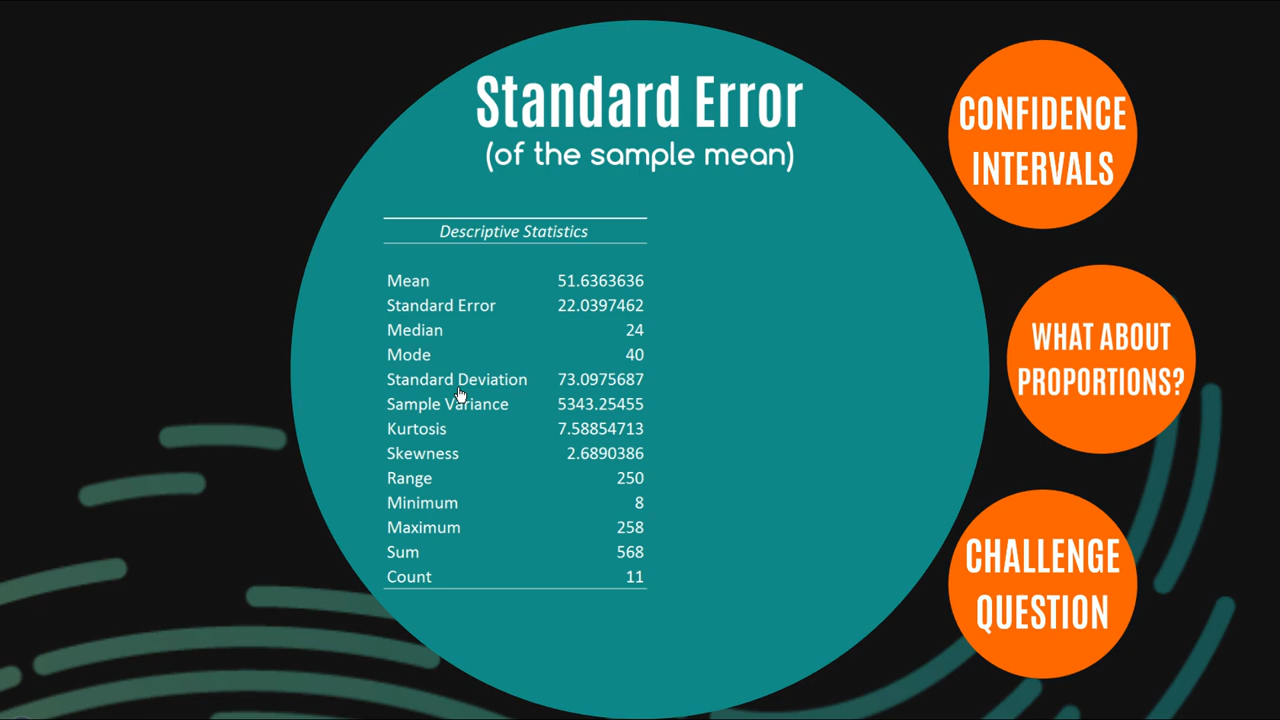 Standard Error
(of the sample mean)
Descriptive Statistics
Mean 51.6363636
Standard Error 22.0397462
Median 24
Mode 40
Standard Deviation 73.0975687
Sample Variance 5343.25455
Kurtosis 7.58854713
Skewness 2.6890386
Range 250
Minimum 8
Maximum 258
Sum 568
Count 11
CONFIDENCE
INTERVALS
WHAT ABOUT
PROPORTIONS?
CHALLENGE
QUESTION